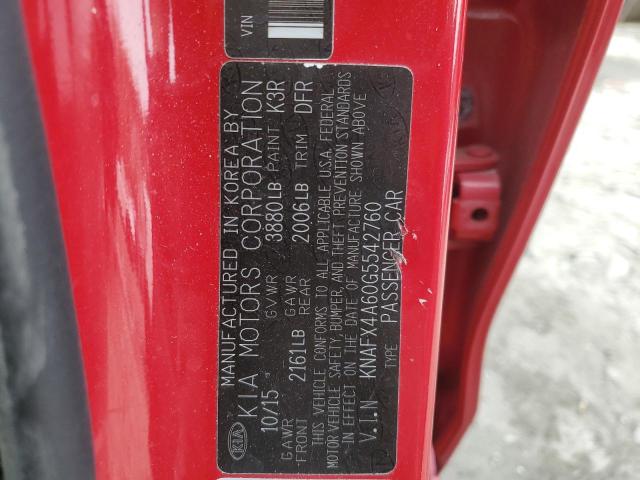 VIN
MANUFACTURED IN KOREA BY
KIA KIA MOTORS CORPORATION
10/15 GVWR 3880LB PAINT K3R
GAWR FRONT 2161LB GAWR REAR 2006LB TRIM DFR
THIS VEHICLE CONFORMS TO ALL APPLICABLE U.S.A. FEDERAL
MOTOR VEHICLE SAFETY, BUMPER, AND THEFT PREVENTION STANDARDS
IN EFFECT ON THE DATE OF MANUFACTURE SHOWN ABOVE
V.I.N KNAFX4A60G5542760
TYPE PASSENGER CAR